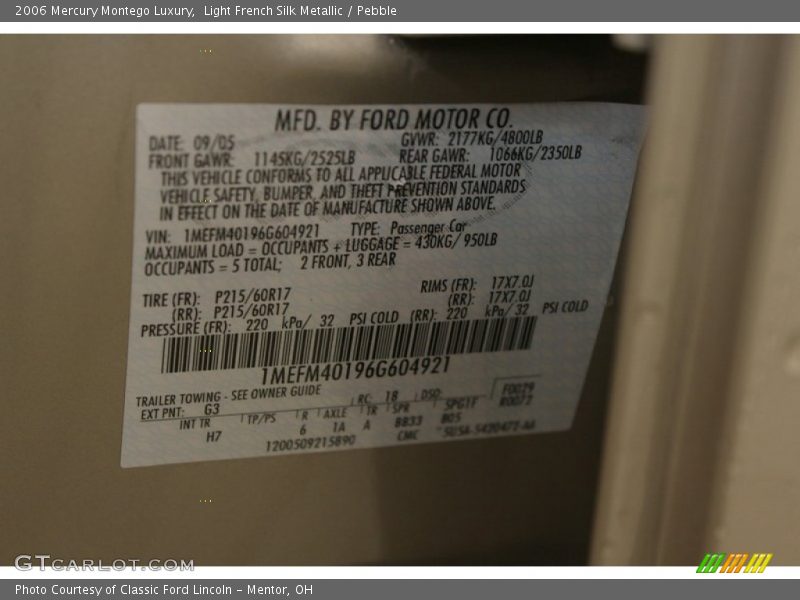 2006 Mercury Montego Luxury,  Light French Silk Metallic / Pebble
MFD. BY FORD MOTOR CO.
DATE: 09/05 GVWR: 2177KG/4800LB
FRONT GAWR: 1145KG/2525LB REAR GAWR: 1066KG/2350LB
THIS VEHICLE CONFORMS TO ALL APPLICABLE FEDERAL MOTOR
VEHICLE SAFETY, BUMPER, AND THEFT PREVENTION STANDARDS
IN EFFECT ON THE DATE OF MANUFACTURE SHOWN ABOVE.
VIN: 1MEFM40196G604921 TYPE: Passenger Car
MAXIMUM LOAD = OCCUPANTS + LUGGAGE = 430KG/ 950LB
OCCUPANTS = 5 TOTAL; 2 FRONT, 3 REAR
TIRE (FR): P215/60R17 RIMS (FR): 17X7.0J
(RR): P215/60R17 (RR): 17X7.0J
PRESSURE (FR): 220 kPa/ 32 PSI COLD (RR): 220 kPa/ 32 PSI COLD
1MEFM40196G604921
TRAILER TOWING - SEE OWNER GUIDE RC: 18 DSO:
EXT PNT: G3
INT TR TP/PS R AXLE TR SPR
H7 6 1A A BB33
1200509215890 CMC
GTCARLOT.COM
Photo Courtesy of Classic Ford Lincoln – Mentor, OH